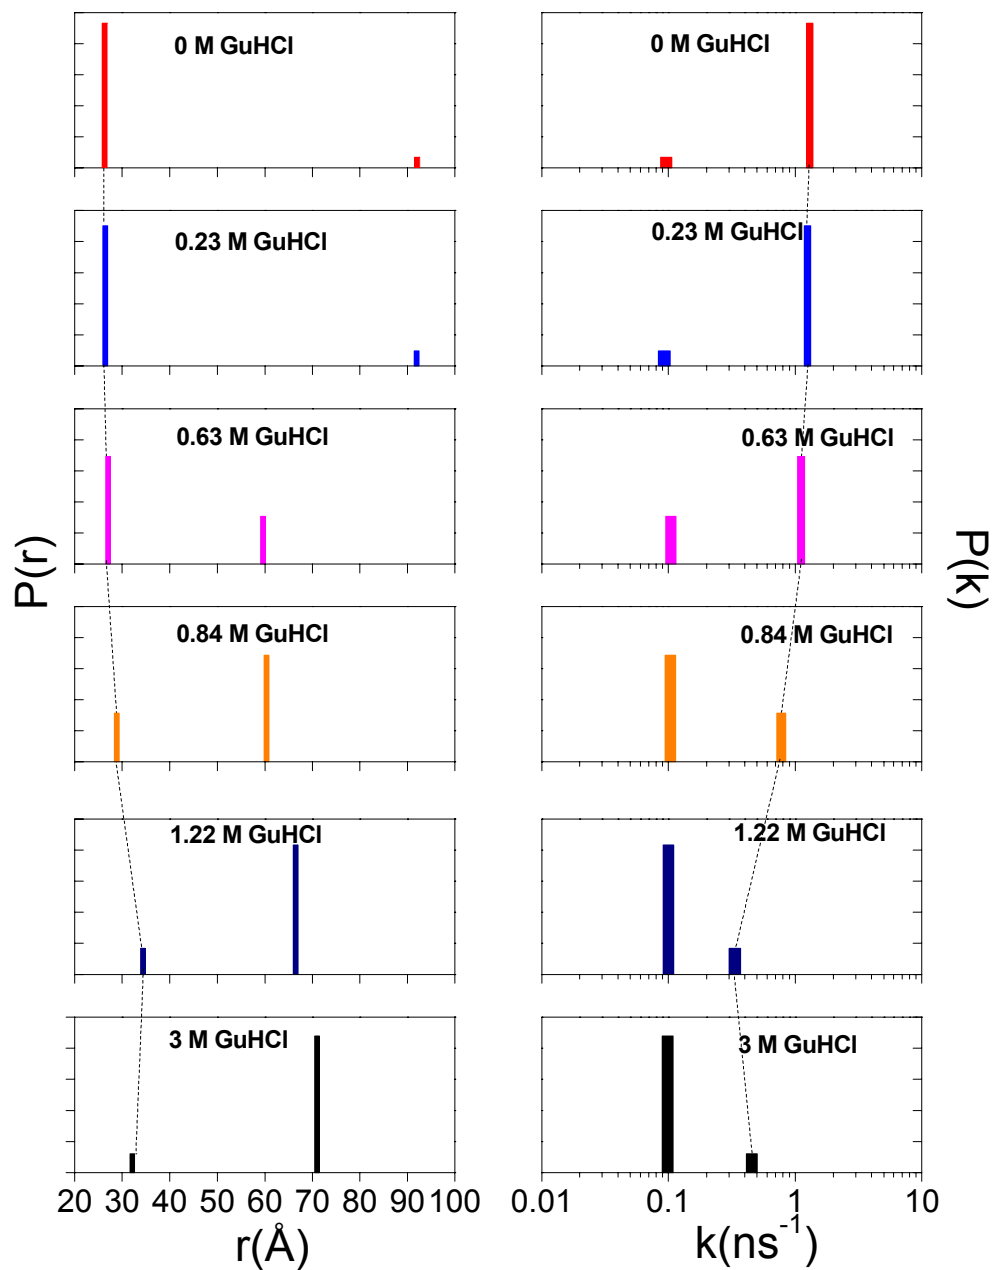 0 M GuHCl
0 M GuHCl
0.23 M GuHCl
0.23 M GuHCl
0.63 M GuHCl
0.63 M GuHCl
P(r)
P(k)
0.84 M GuHCl
0.84 M GuHCl
1.22 M GuHCl
1.22 M GuHCl
3 M GuHCl
3 M GuHCl
20 30 40 50 60 70 80 90 100
0.01 0.1 1 10
r(Å)
k(ns⁻¹)